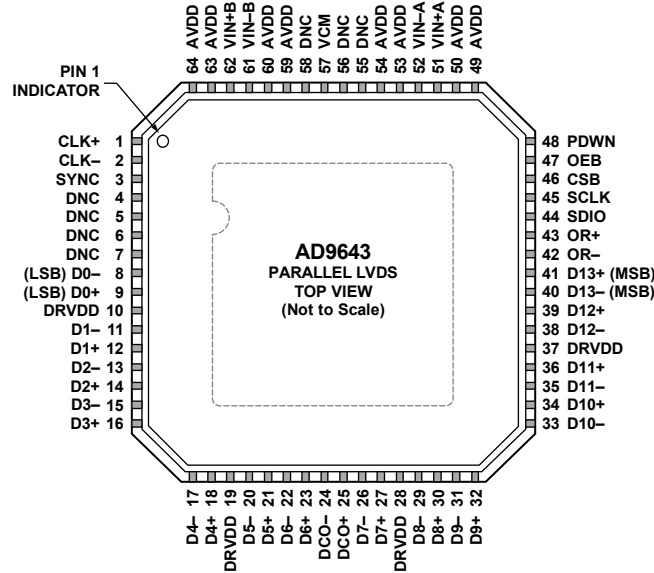 64 AVDD
63 AVDD
62 VIN+B
61 VIN–B
60 AVDD
59 AVDD
58 DNC
57 VCM
56 DNC
55 DNC
54 AVDD
53 AVDD
52 VIN–A
51 VIN+A
50 AVDD
49 AVDD
PIN 1
INDICATOR
CLK+ 1
CLK– 2
SYNC 3
DNC 4
DNC 5
DNC 6
DNC 7
(LSB) D0– 8
(LSB) D0+ 9
DRVDD 10
D1– 11
D1+ 12
D2– 13
D2+ 14
D3– 15
D3+ 16
AD9643
PARALLEL LVDS
TOP VIEW
(Not to Scale)
48 PDWN
47 OEB
46 CSB
45 SCLK
44 SDIO
43 OR+
42 OR–
41 D13+ (MSB)
40 D13– (MSB)
39 D12+
38 D12–
37 DRVDD
36 D11+
35 D11–
34 D10+
33 D10–
D4– 17
D4+ 18
DRVDD 19
D5– 20
D5+ 21
D6– 22
D6+ 23
DCO– 24
DCO+ 25
D7– 26
D7+ 27
DRVDD 28
D8– 29
D8+ 30
D9– 31
D9+ 32